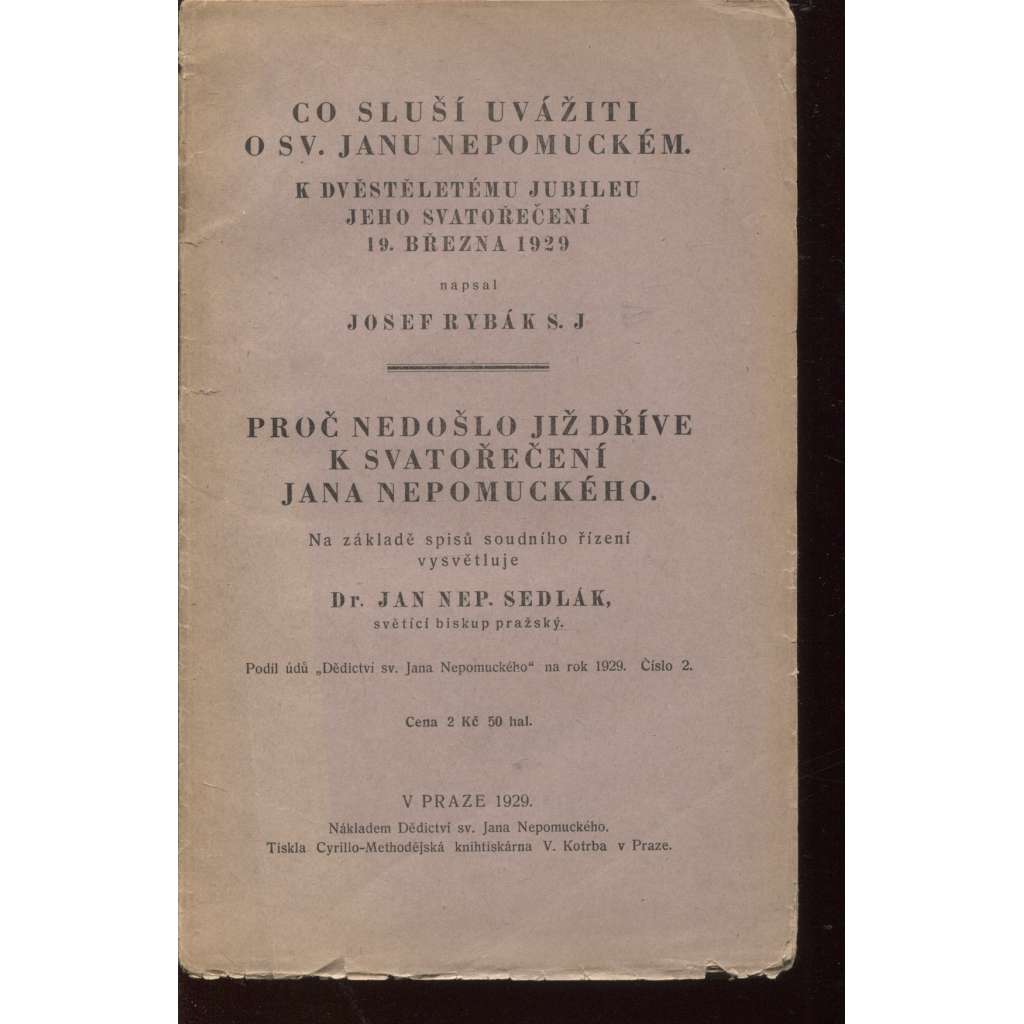 CO SLUŠÍ UVÁŽITI
O SV. JANU NEPOMUCKÉM.
K DVĚSTĚLETÉMU JUBILEU
JEHO SVATOŘEČENÍ
19. BŘEZNA 1929
napsal
JOSEF RYBÁK S. J
PROČ NEDOŠLO JIŽ DŘÍVE
K SVATOŘEČENÍ
JANA NEPOMUCKÉHO.
Na základě spisů soudního řízení
vysvětluje
Dr. JAN NEP. SEDLÁK,
světící biskup pražský.
Podíl údů „Dědictví sv. Jana Nepomuckého“ na rok 1929. Číslo 2.
Cena 2 Kč 50 hal.
V PRAZE 1929.
Nákladem Dědictví sv. Jana Nepomuckého.
Tiskla Cyrillo-Methodějská knihtiskárna V. Kotrba v Praze.